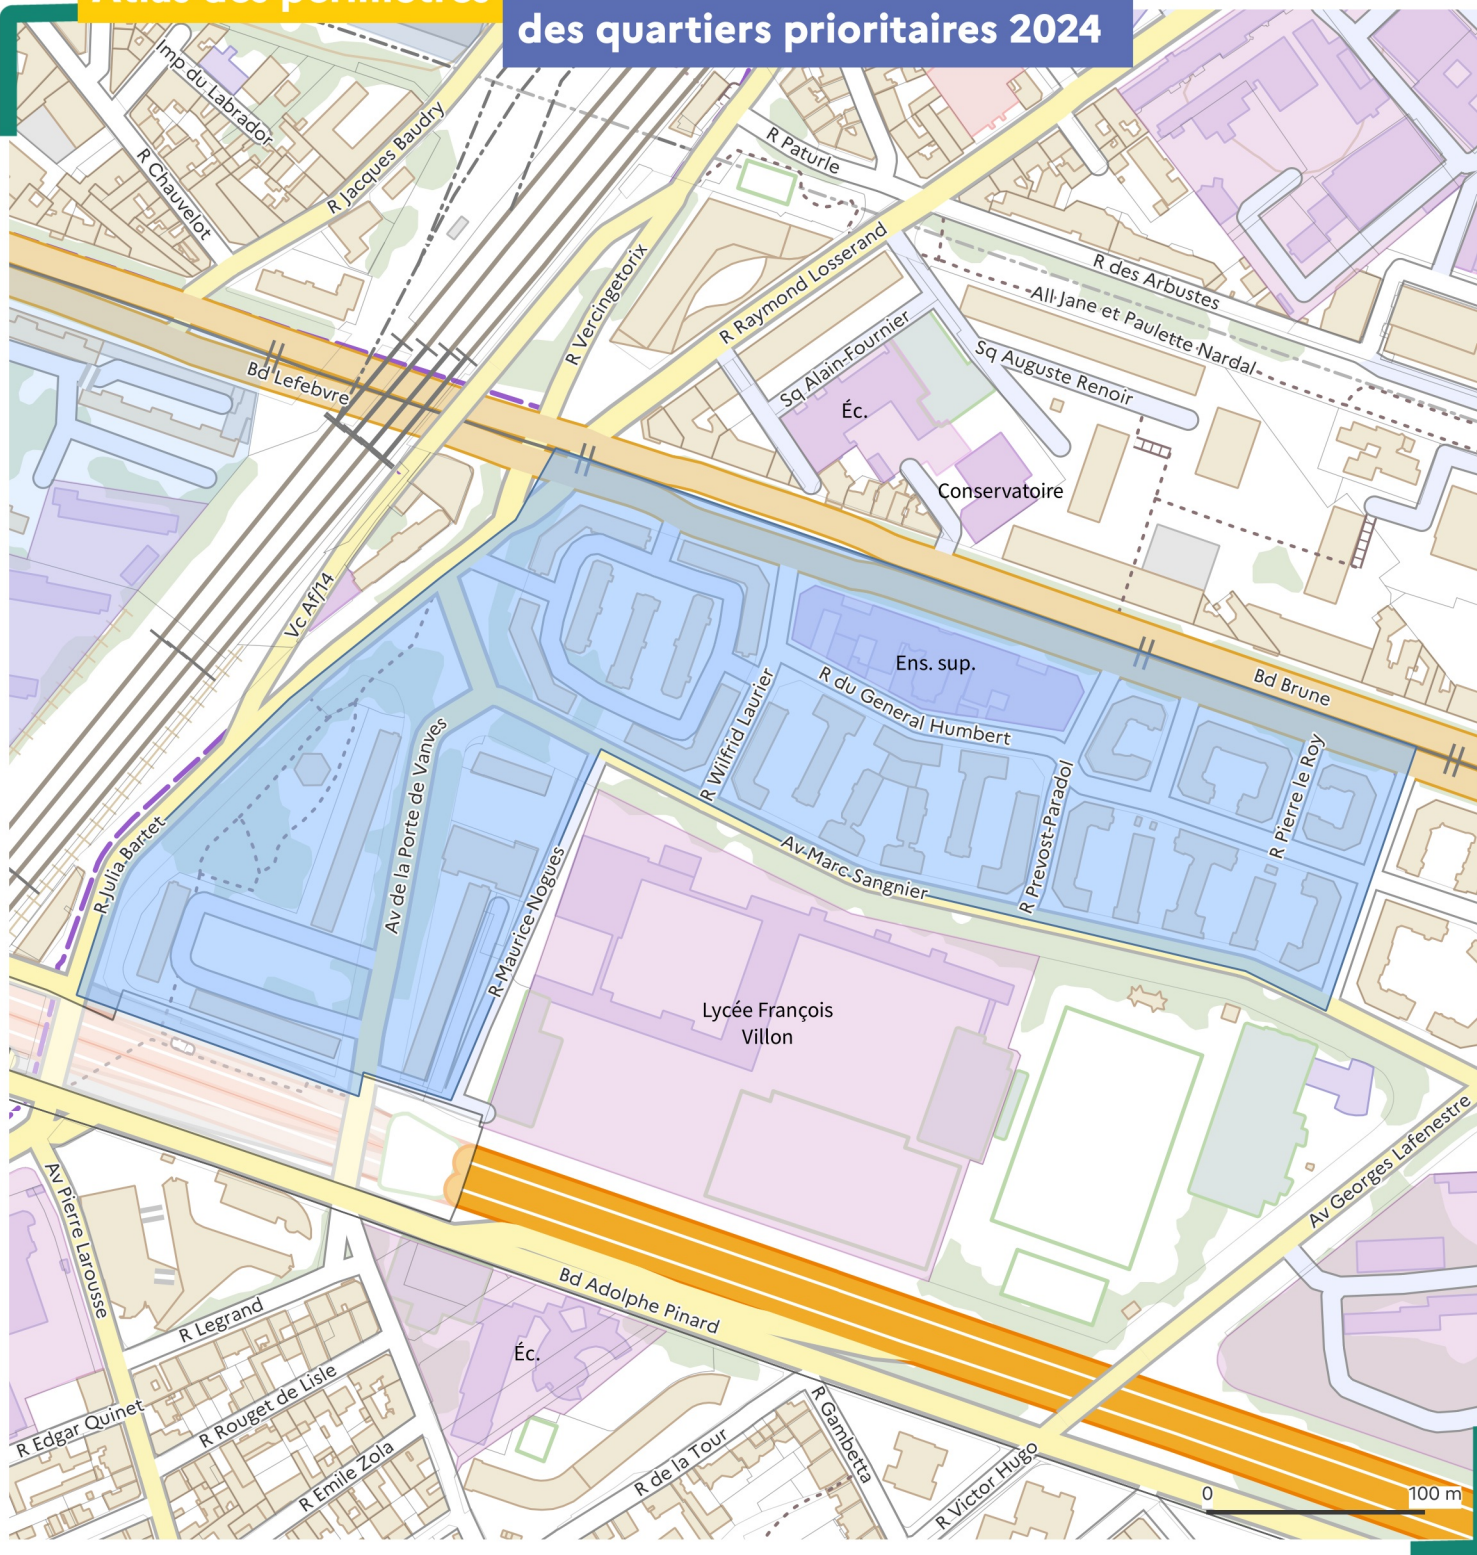 Atlas des périmètres
des quartiers prioritaires 2024
Imp du Labrador
R Jacques Baudry
R Chauvelot
R Paturle
R Vercingetorix
R Raymond Losserand
R des Arbustes
All Jane et Paulette Nardal
Sq Alain-Fournier
Sq Auguste Renoir
Bd Lefebvre
Éc.
Conservatoire
Vc Af/14
Ens. sup.
Bd Brune
R du General Humbert
R Wilfrid Laurier
Av de la Porte de Vanves
R Prevost-Paradol
R Pierre le Roy
R Julia Bartet
R Maurice Nogues
Av Marc Sangnier
Lycée François
Villon
Av Georges Lafenestre
Av Pierre Larousse
Bd Adolphe Pinard
R Legrand
Éc.
R Rouget de Lisle
R Edgar Quinet
R Emile Zola
R de la Tour
R Gambetta
R Victor Hugo
0
100 m